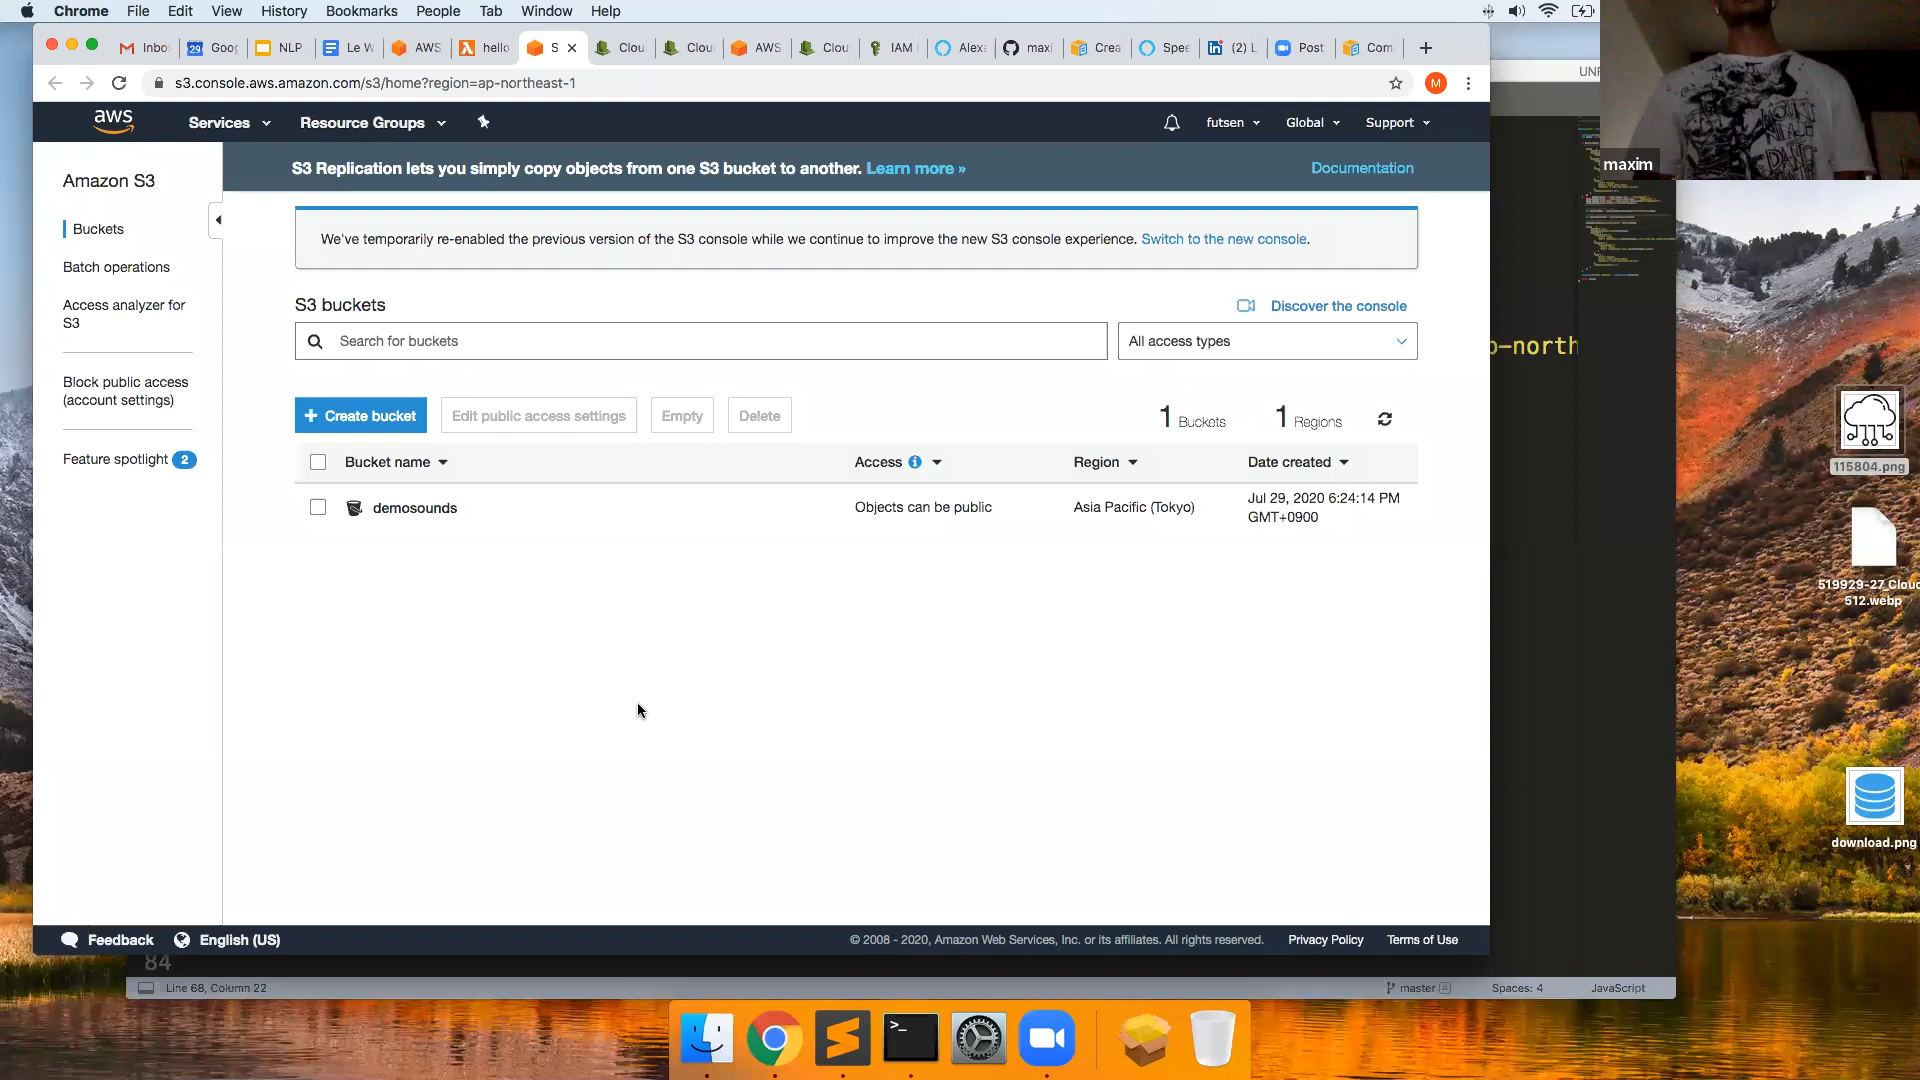 Chrome File Edit View History Bookmarks People Tab Window Help
Inbo Goog NLP Le W AWS hello S Clou Clou AWS Clou IAM Alexa maxi Crea Spee (2) L Post Com
s3.console.aws.amazon.com/s3/home?region=ap-northeast-1 M
aws Services Resource Groups futsen Global Support
maxim
Amazon S3
Buckets
Batch operations
Access analyzer for
S3
Block public access
(account settings)
Feature spotlight 2
S3 Replication lets you simply copy objects from one S3 bucket to another. Learn more » Documentation
We've temporarily re-enabled the previous version of the S3 console while we continue to improve the new S3 console experience. Switch to the new console.
S3 buckets Discover the console
Search for buckets All access types
+ Create bucket Edit public access settings Empty Delete 1 Buckets 1 Regions
Bucket name Access Region Date created
demosounds Objects can be public Asia Pacific (Tokyo) Jul 29, 2020 6:24:14 PM
GMT+0900
-north
115804.png
519929-27_Clou
512.webp
download.png
Feedback English (US) © 2008 - 2020, Amazon Web Services, Inc. or its affiliates. All rights reserved. Privacy Policy Terms of Use
84
Line 68, Column 22 master 4 Spaces: 4 JavaScript